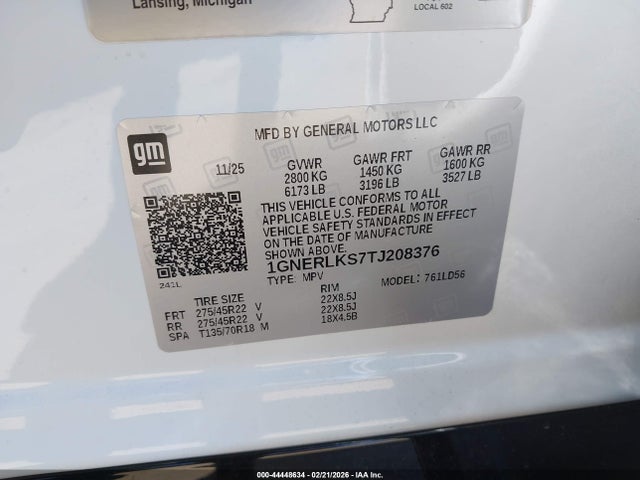 Lansing, Michigan
LOCAL 602
gm
MFD BY GENERAL MOTORS LLC
11/25 GVWR GAWR FRT GAWR RR
2800 KG 1450 KG 1600 KG
6173 LB 3196 LB 3527 LB
THIS VEHICLE CONFORMS TO ALL
APPLICABLE U.S. FEDERAL MOTOR
VEHICLE SAFETY STANDARDS IN EFFECT
ON THE DATE OF MANUFACTURE
SHOWN ABOVE.
1GNERLKS7TJ208376
TYPE: MPV MODEL: 761LD56
241L
TIRE SIZE RIM
FRT 275/45R22 V 22X8.5J
RR 275/45R22 V 22X8.5J
SPA T135/70R18 M 18X4.5B
000-44448634 - 02/21/2026 - IAA Inc.